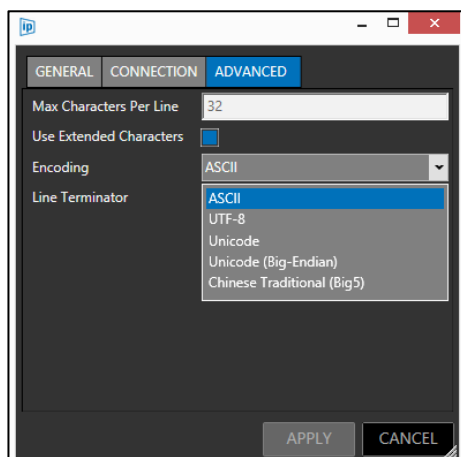 ip
GENERAL CONNECTION ADVANCED
Max Characters Per Line 32
Use Extended Characters
Encoding ASCII
Line Terminator ASCII
UTF-8
Unicode
Unicode (Big-Endian)
Chinese Traditional (Big5)
APPLY CANCEL